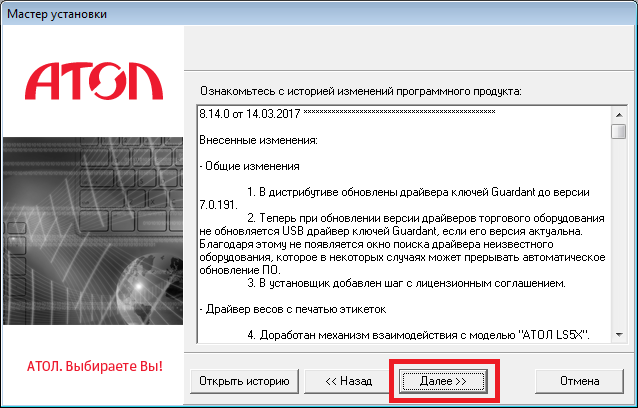 Мастер установки
АТОЛ
Ознакомьтесь с историей изменений программного продукта:
8.14.0 от 14.03.2017 ************************************************
Внесенные изменения:
- Общие изменения
1. В дистрибутиве обновлены драйвера ключей Guardant до версии
7.0.191.
2. Теперь при обновлении версии драйверов торгового оборудования
не обновляется USB драйвер ключей Guardant, если его версия актуальна.
Благодаря этому не появляется окно поиска драйвера неизвестного
оборудования, которое в некоторых случаях может прерывать автоматическое
обновление ПО.
3. В установщик добавлен шаг с лицензионным соглашением.
- Драйвер весов с печатью этикеток
4. Доработан механизм взаимодействия с моделью "АТОЛ LS5X".
АТОЛ. Выбираете Вы!
Открыть историю
<< Назад
Далее >>
Отмена